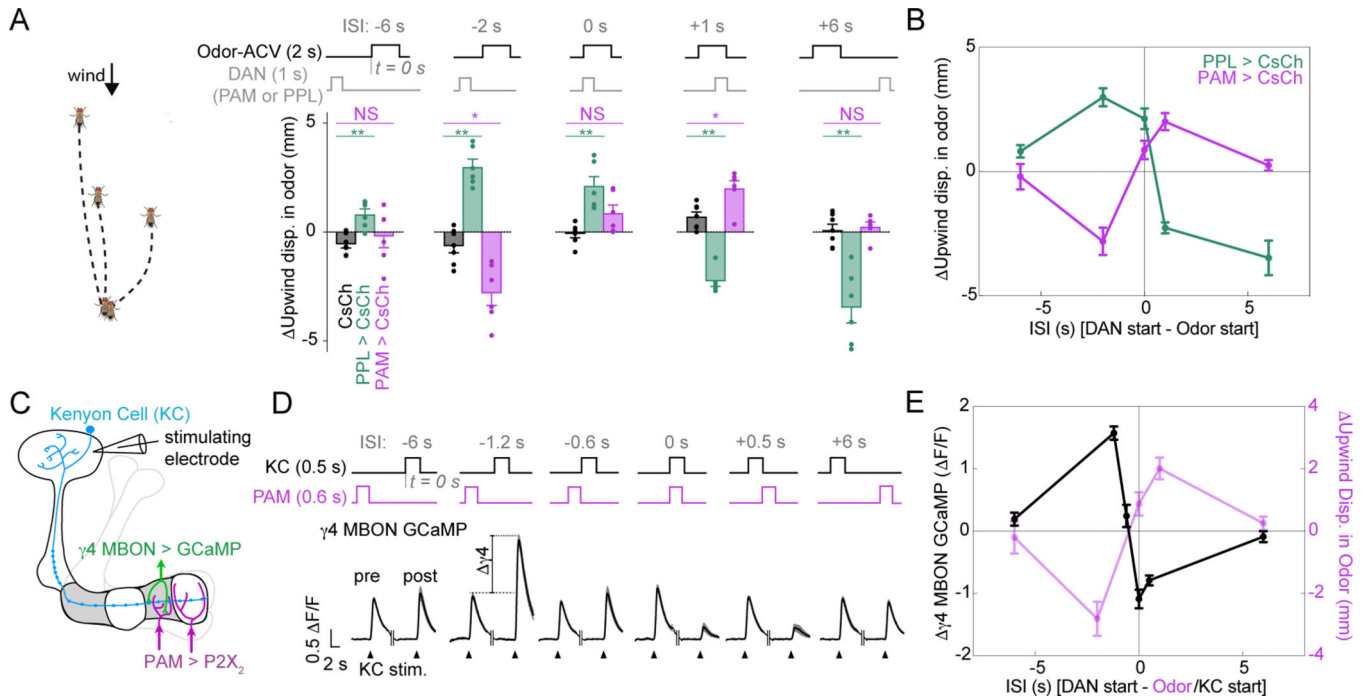 A
wind
ISI: -6 s
-2 s
0 s
+1 s
+6 s
Odor-ACV (2 s)
t = 0 s
DAN (1 s)
(PAM or PPL)
NS
*
NS
*
NS
**
**
**
**
**
ΔUpwind disp. in odor (mm)
5
0
-5
CsCh
PPL > CsCh
PAM > CsCh
B
PPL > CsCh
PAM > CsCh
ΔUpwind disp. in odor (mm)
5
0
-5
-5
0
5
ISI (s) [DAN start - Odor start]
C
Kenyon Cell (KC)
stimulating
electrode
γ4 MBON > GCaMP
PAM > P2X₂
D
ISI: -6 s
-1.2 s
-0.6 s
0 s
+0.5 s
+6 s
KC (0.5 s)
t = 0 s
PAM (0.6 s)
γ4 MBON GCaMP
pre
post
Δγ4
0.5 ΔF/F
2 s
KC stim.
E
Δγ4 MBON GCaMP (ΔF/F)
2
1
0
-1
-2
ΔUpwind Disp. in Odor (mm)
4
2
0
-2
-4
-5
0
5
ISI (s) [DAN start - Odor/KC start]